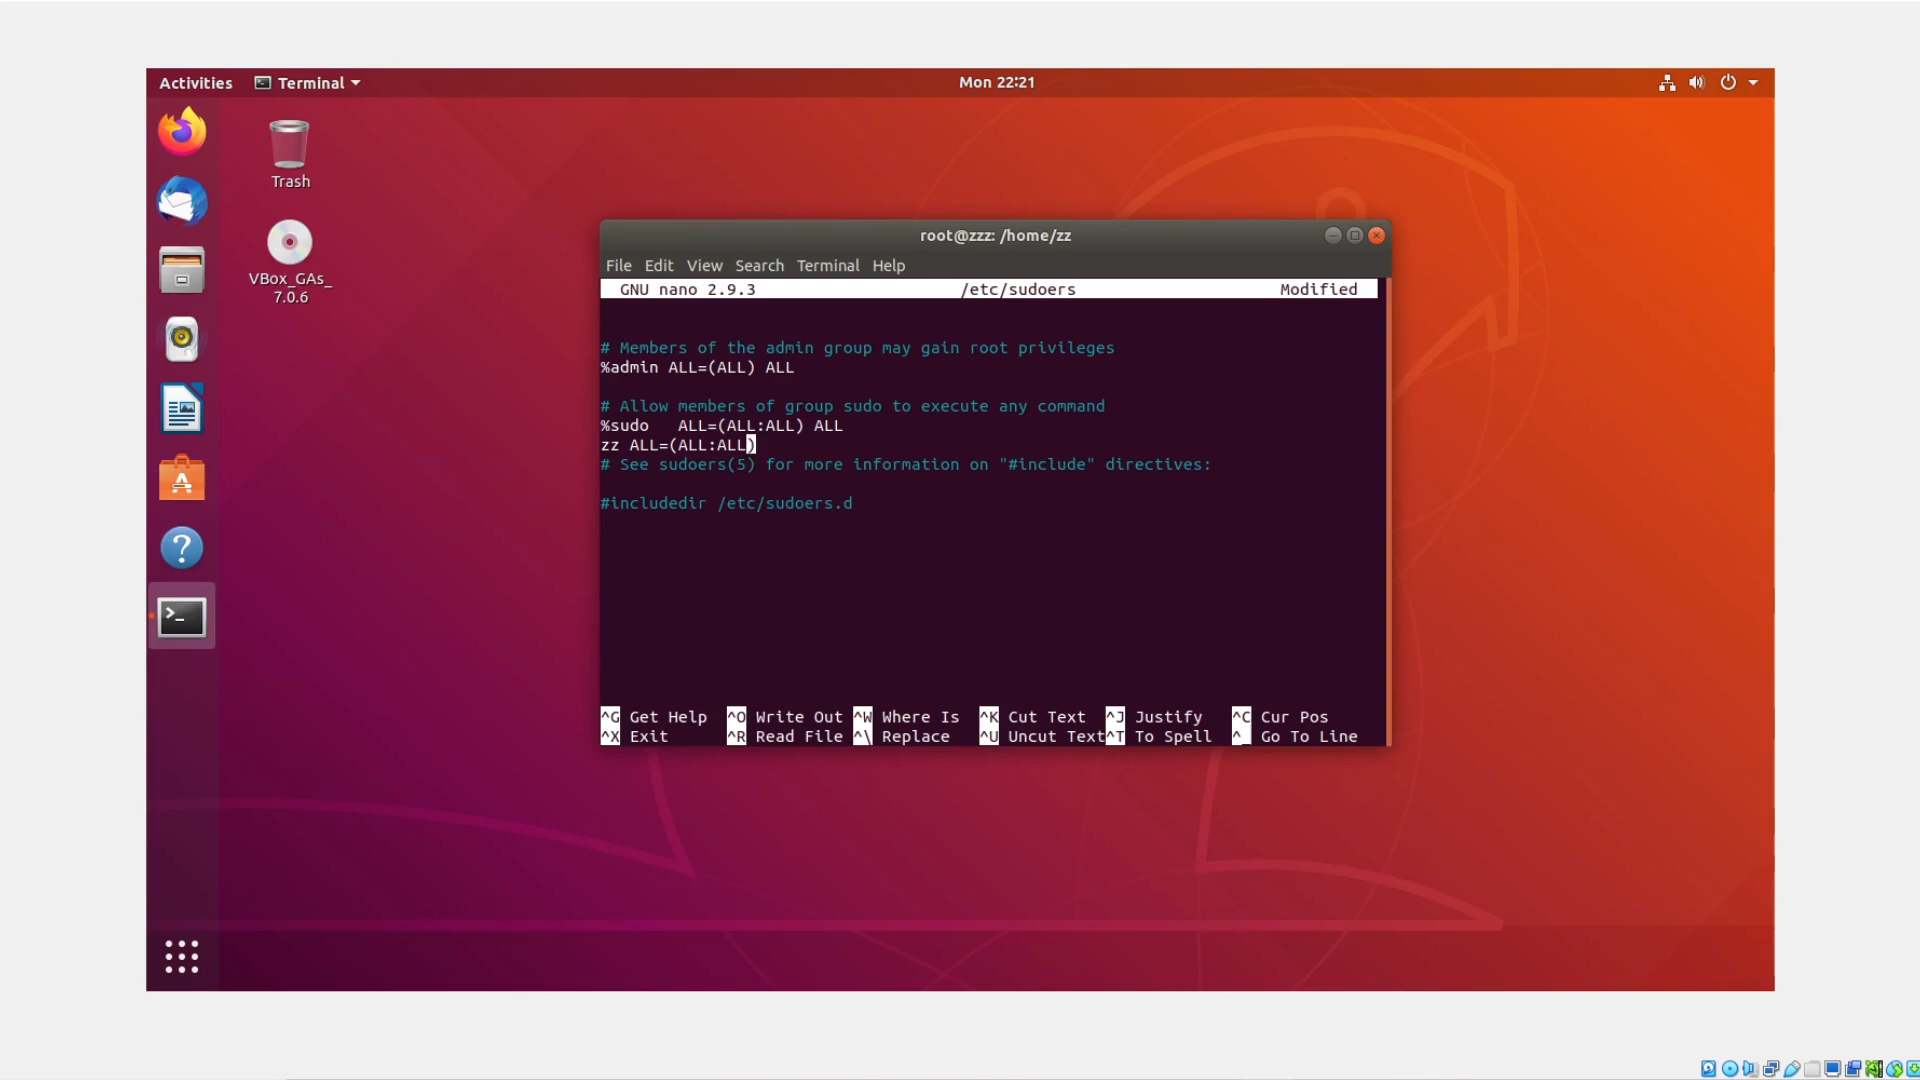 Activities Terminal Mon 22:21
Trash
VBox_GAs_
7.0.6
root@zzz: /home/zz
File Edit View Search Terminal Help
GNU nano 2.9.3 /etc/sudoers Modified
# Members of the admin group may gain root privileges
%admin ALL=(ALL) ALL
# Allow members of group sudo to execute any command
%sudo ALL=(ALL:ALL) ALL
zz ALL=(ALL:ALL)
# See sudoers(5) for more information on "#include" directives:
#includedir /etc/sudoers.d
^G Get Help ^O Write Out ^W Where Is ^K Cut Text ^J Justify ^C Cur Pos
^X Exit ^R Read File ^\ Replace ^U Uncut Text^T To Spell ^_ Go To Line